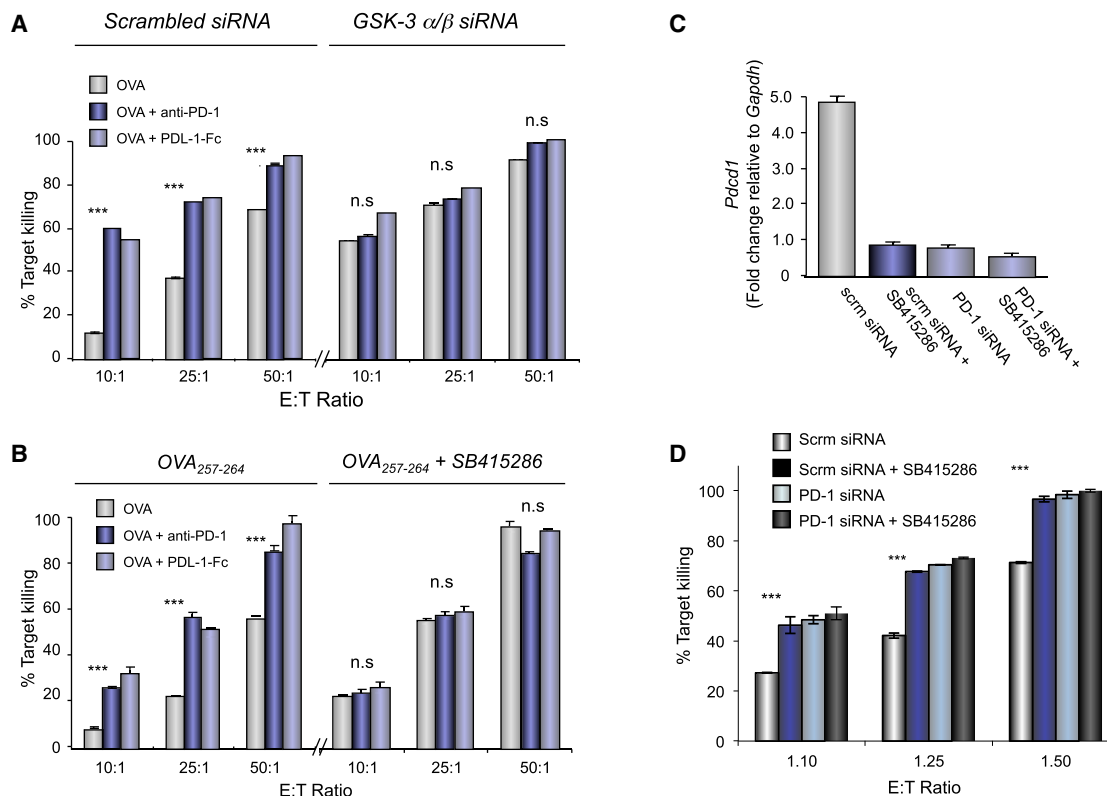 A
Scrambled siRNA
GSK-3 α/β siRNA
OVA
OVA + anti-PD-1
OVA + PDL-1-Fc
% Target killing
100
80
60
40
20
0
***
***
***
n.s
n.s
n.s
10:1
25:1
50:1
10:1
25:1
50:1
E:T Ratio
B
OVA257-264
OVA257-264 + SB415286
OVA
OVA + anti-PD-1
OVA + PDL-1-Fc
% Target killing
100
80
60
40
20
0
***
***
***
n.s
n.s
n.s
10:1
25:1
50:1
10:1
25:1
50:1
E:T Ratio
C
Pdcd1
(Fold change relative to Gapdh)
5.0
4.0
3.0
2.0
1.0
0
scrm siRNA
scrm siRNA +
SB415286
PD-1 siRNA
PD-1 siRNA +
SB415286
D
Scrm siRNA
Scrm siRNA + SB415286
PD-1 siRNA
PD-1 siRNA + SB415286
% Target killing
100
80
60
40
20
0
***
***
***
1.10
1.25
1.50
E:T Ratio